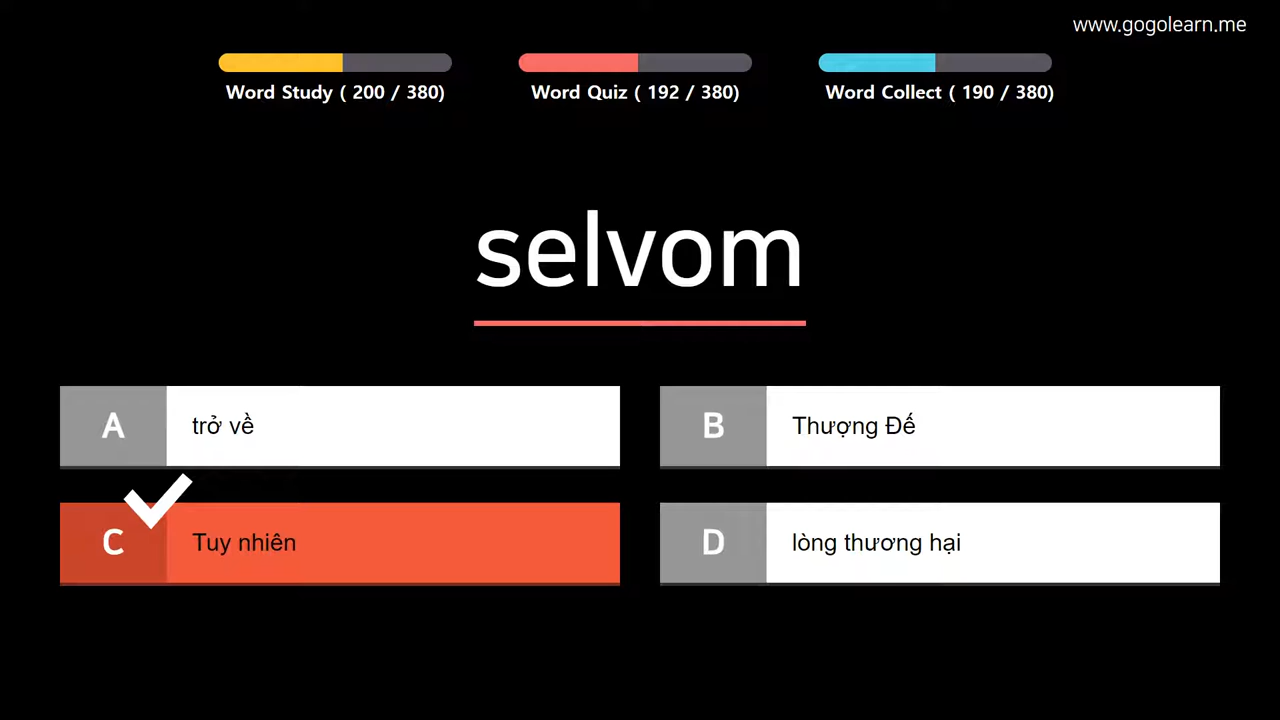 www.gogolearn.me
Word Study ( 200 / 380)
Word Quiz ( 192 / 380)
Word Collect ( 190 / 380)
selvom
A trở về
B Thượng Đế
C Tuy nhiên
D lòng thương hại